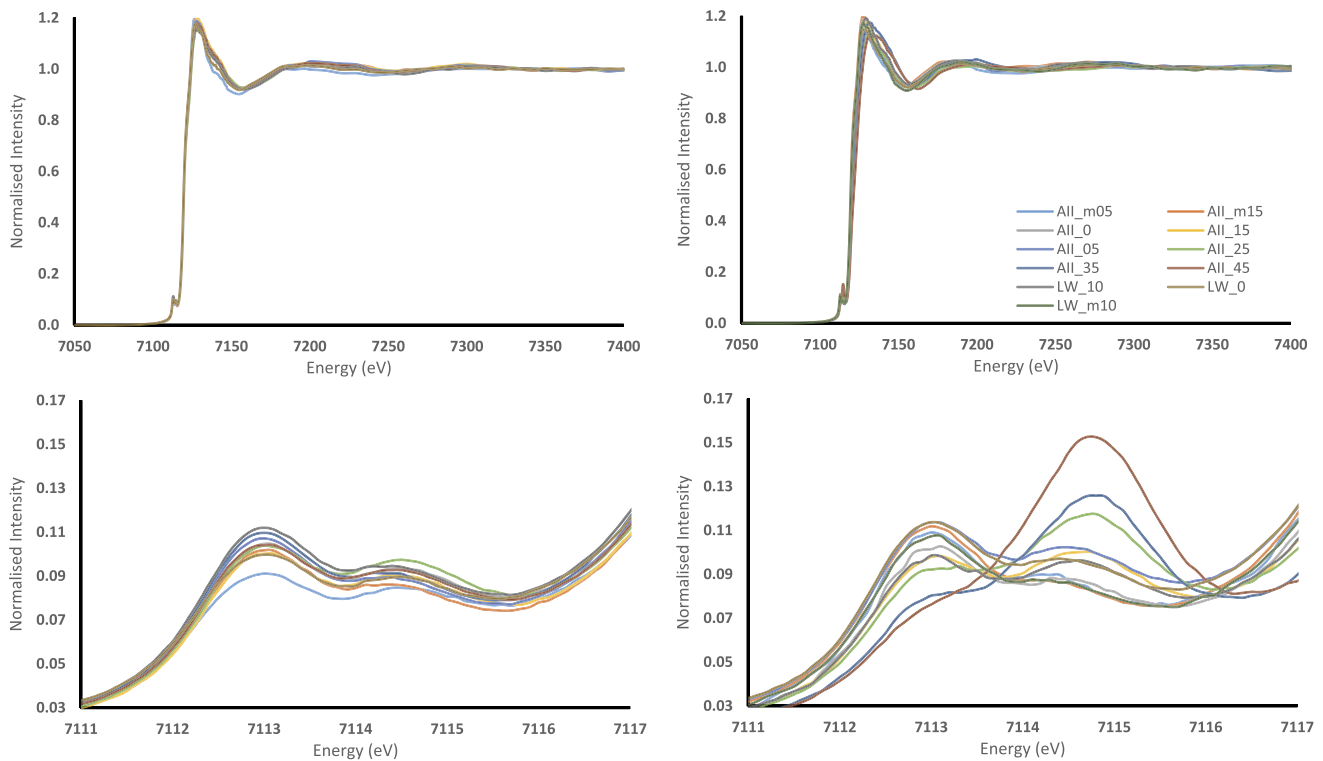 1.2
1.0
0.8
0.6
0.4
0.2
0.0
Normalised Intensity
7050 7100 7150 7200 7250 7300 7350 7400
Energy (eV)
1.2
1.0
0.8
0.6
0.4
0.2
0.0
Normalised Intensity
AII_m05 AII_m15
AII_0 AII_15
AII_05 AII_25
AII_35 AII_45
LW_10 LW_0
LW_m10
7050 7100 7150 7200 7250 7300 7350 7400
Energy (eV)
0.17
0.15
0.13
0.11
0.09
0.07
0.05
0.03
Normalised Intensity
7111 7112 7113 7114 7115 7116 7117
Energy (eV)
0.17
0.15
0.13
0.11
0.09
0.07
0.05
0.03
Normalised Intensity
7111 7112 7113 7114 7115 7116 7117
Energy (eV)